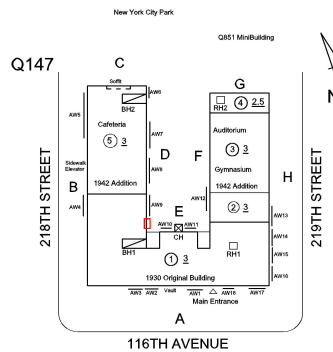 New York City Park
Q851 MiniBuilding
Q147
C
N
Soffit
AW6
G
BH2
RH2
4 2.5
AW5
Cafeteria
AW7
Auditorium
5 3
D
F
3 3
Sidewalk
Elevator
AW8
Gymnasium
H
B
1942 Addition
1942 Addition
218TH STREET
219TH STREET
AW4
AW9
AW12
2 3
E
AW13
AW10
AW11
CH
AW14
BH1
1 3
RH1
AW15
1930 Original Building
AW16
AW3
AW2
Vault
AW1
AW18
AW17
Main Entrance
A
116TH AVENUE